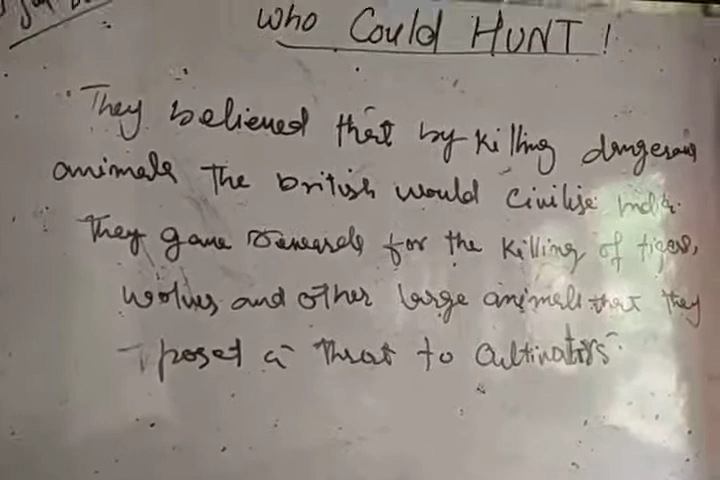 Who Could HUNT !
They believed that by killing dangerous
animals the british would Civilise India.
They gave rewards for the killing of tigers,
wolves and other large animals that they
posed a threat to Cultivators.